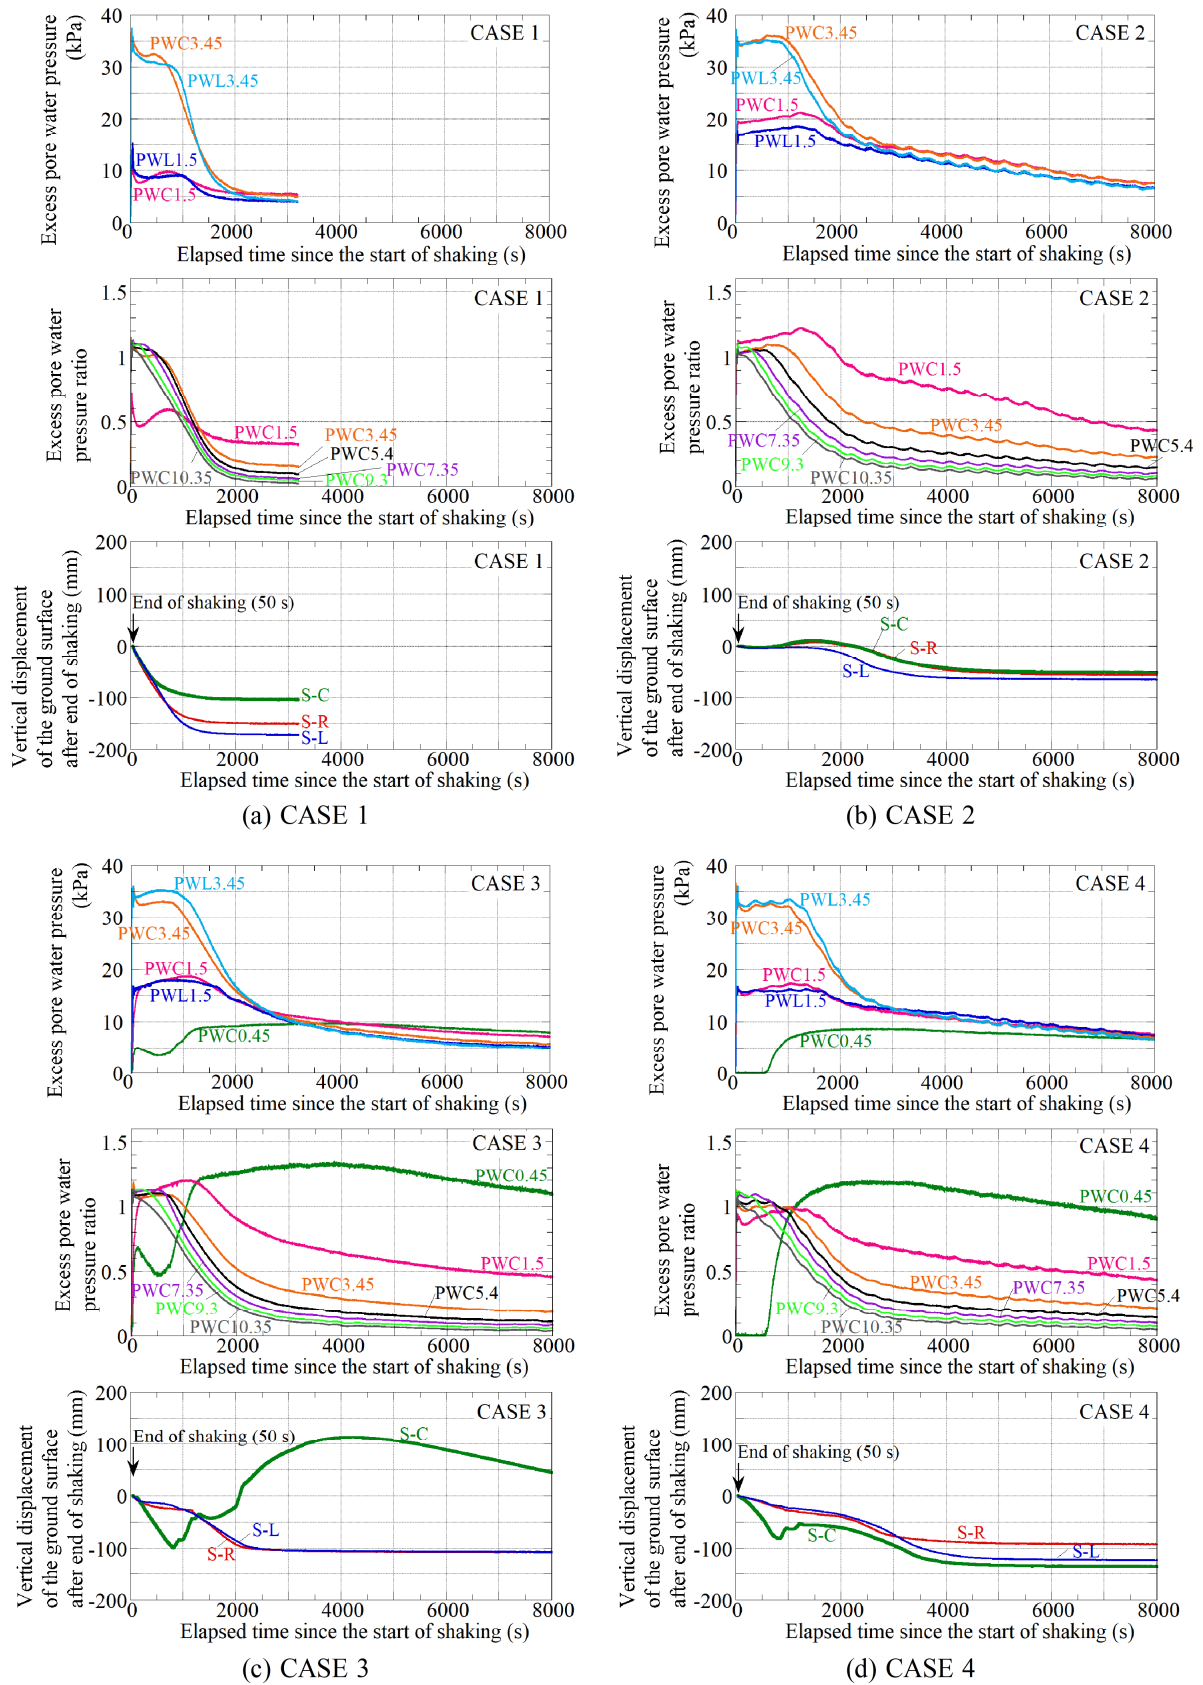 Excess pore water pressure
(kPa)
40
30
20
10
0
CASE 1
PWC3.45
PWL3.45
PWL1.5
PWC1.5
0 2000 4000 6000 8000
Elapsed time since the start of shaking (s)
Excess pore water pressure
(kPa)
40
30
20
10
0
CASE 2
PWC3.45
PWL3.45
PWC1.5
PWL1.5
0 2000 4000 6000 8000
Elapsed time since the start of shaking (s)
Excess pore water
pressure ratio
1.5
1
0.5
0
CASE 1
PWC1.5
PWC3.45
PWC5.4
PWC7.35
PWC9.3
PWC10.35
0 2000 4000 6000 8000
Elapsed time since the start of shaking (s)
Excess pore water
pressure ratio
1.5
1
0.5
0
CASE 2
PWC1.5
PWC3.45
PWC5.4
PWC7.35
PWC9.3
PWC10.35
0 2000 4000 6000 8000
Elapsed time since the start of shaking (s)
Vertical displacement
of the ground surface
after end of shaking (mm)
200
100
0
-100
-200
CASE 1
End of shaking (50 s)
S-C
S-R
S-L
0 2000 4000 6000 8000
Elapsed time since the start of shaking (s)
(a) CASE 1
Vertical displacement
of the ground surface
after end of shaking (mm)
200
100
0
-100
-200
CASE 2
End of shaking (50 s)
S-C
S-R
S-L
0 2000 4000 6000 8000
Elapsed time since the start of shaking (s)
(b) CASE 2
Excess pore water pressure
(kPa)
40
30
20
10
0
CASE 3
PWL3.45
PWC3.45
PWC1.5
PWL1.5
PWC0.45
0 2000 4000 6000 8000
Elapsed time since the start of shaking (s)
Excess pore water pressure
(kPa)
40
30
20
10
0
CASE 4
PWL3.45
PWC3.45
PWC1.5
PWL1.5
PWC0.45
0 2000 4000 6000 8000
Elapsed time since the start of shaking (s)
Excess pore water
pressure ratio
1.5
1
0.5
0
CASE 3
PWC0.45
PWC1.5
PWC3.45
PWC7.35
PWC5.4
PWC9.3
PWC10.35
0 2000 4000 6000 8000
Elapsed time since the start of shaking (s)
Excess pore water
pressure ratio
1.5
1
0.5
0
CASE 4
PWC0.45
PWC1.5
PWC3.45
PWC7.35
PWC5.4
PWC9.3
PWC10.35
0 2000 4000 6000 8000
Elapsed time since the start of shaking (s)
Vertical displacement
of the ground surface
after end of shaking (mm)
200
100
0
-100
-200
CASE 3
End of shaking (50 s)
S-C
S-L
S-R
0 2000 4000 6000 8000
Elapsed time since the start of shaking (s)
(c) CASE 3
Vertical displacement
of the ground surface
after end of shaking (mm)
200
100
0
-100
-200
CASE 4
End of shaking (50 s)
S-R
S-C
S-L
0 2000 4000 6000 8000
Elapsed time since the start of shaking (s)
(d) CASE 4